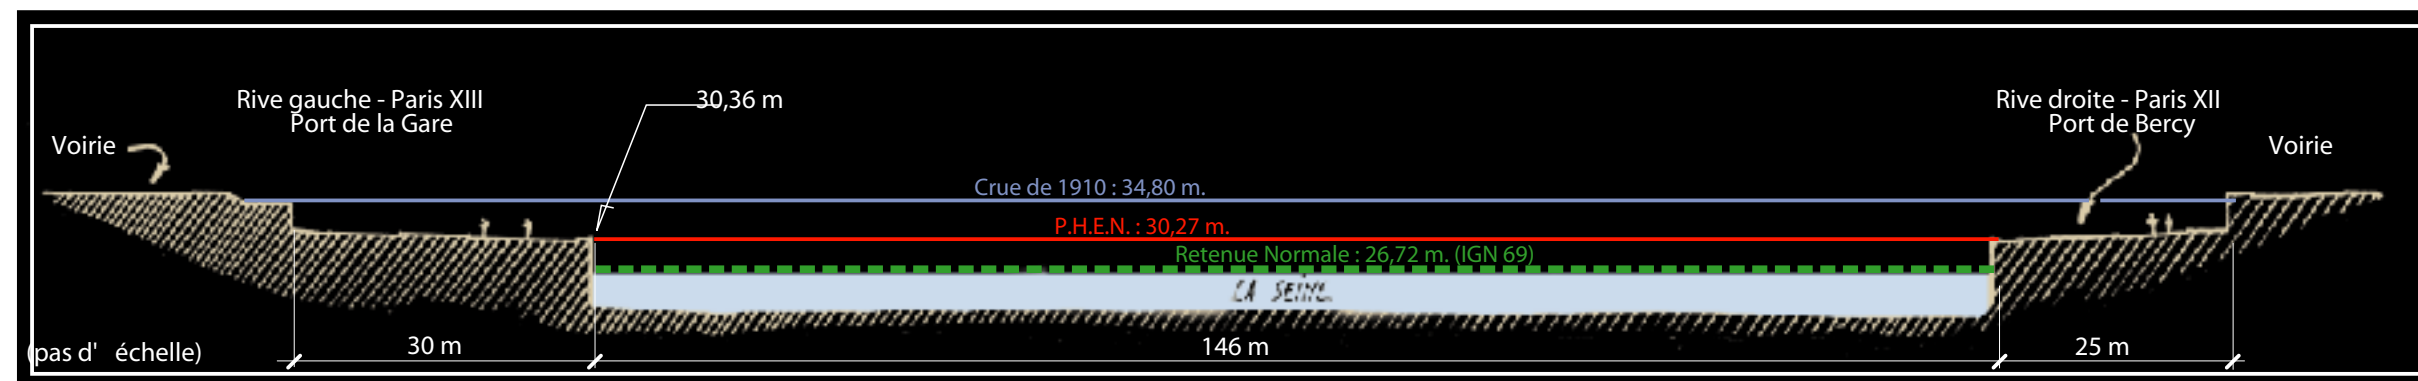 Rive gauche - Paris XIII
Port de la Gare
30,36 m
Rive droite - Paris XII
Port de Bercy
Voirie
Voirie
Crue de 1910 : 34,80 m.
P.H.E.N. : 30,27 m.
Retenue Normale : 26,72 m. (IGN 69)
LA SEINE
(pas d' échelle)
30 m
146 m
25 m